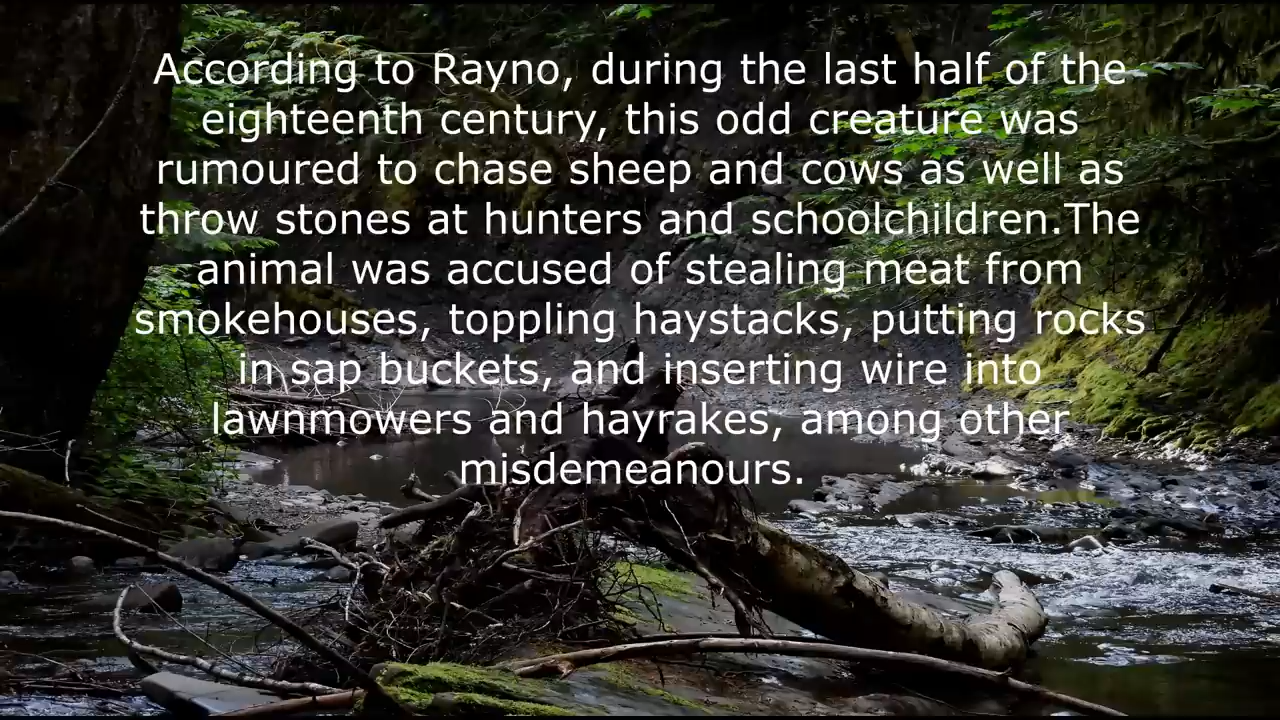 According to Rayno, during the last half of the
eighteenth century, this odd creature was
rumoured to chase sheep and cows as well as
throw stones at hunters and schoolchildren.The
animal was accused of stealing meat from
smokehouses, toppling haystacks, putting rocks
in sap buckets, and inserting wire into
lawnmowers and hayrakes, among other
misdemeanours.